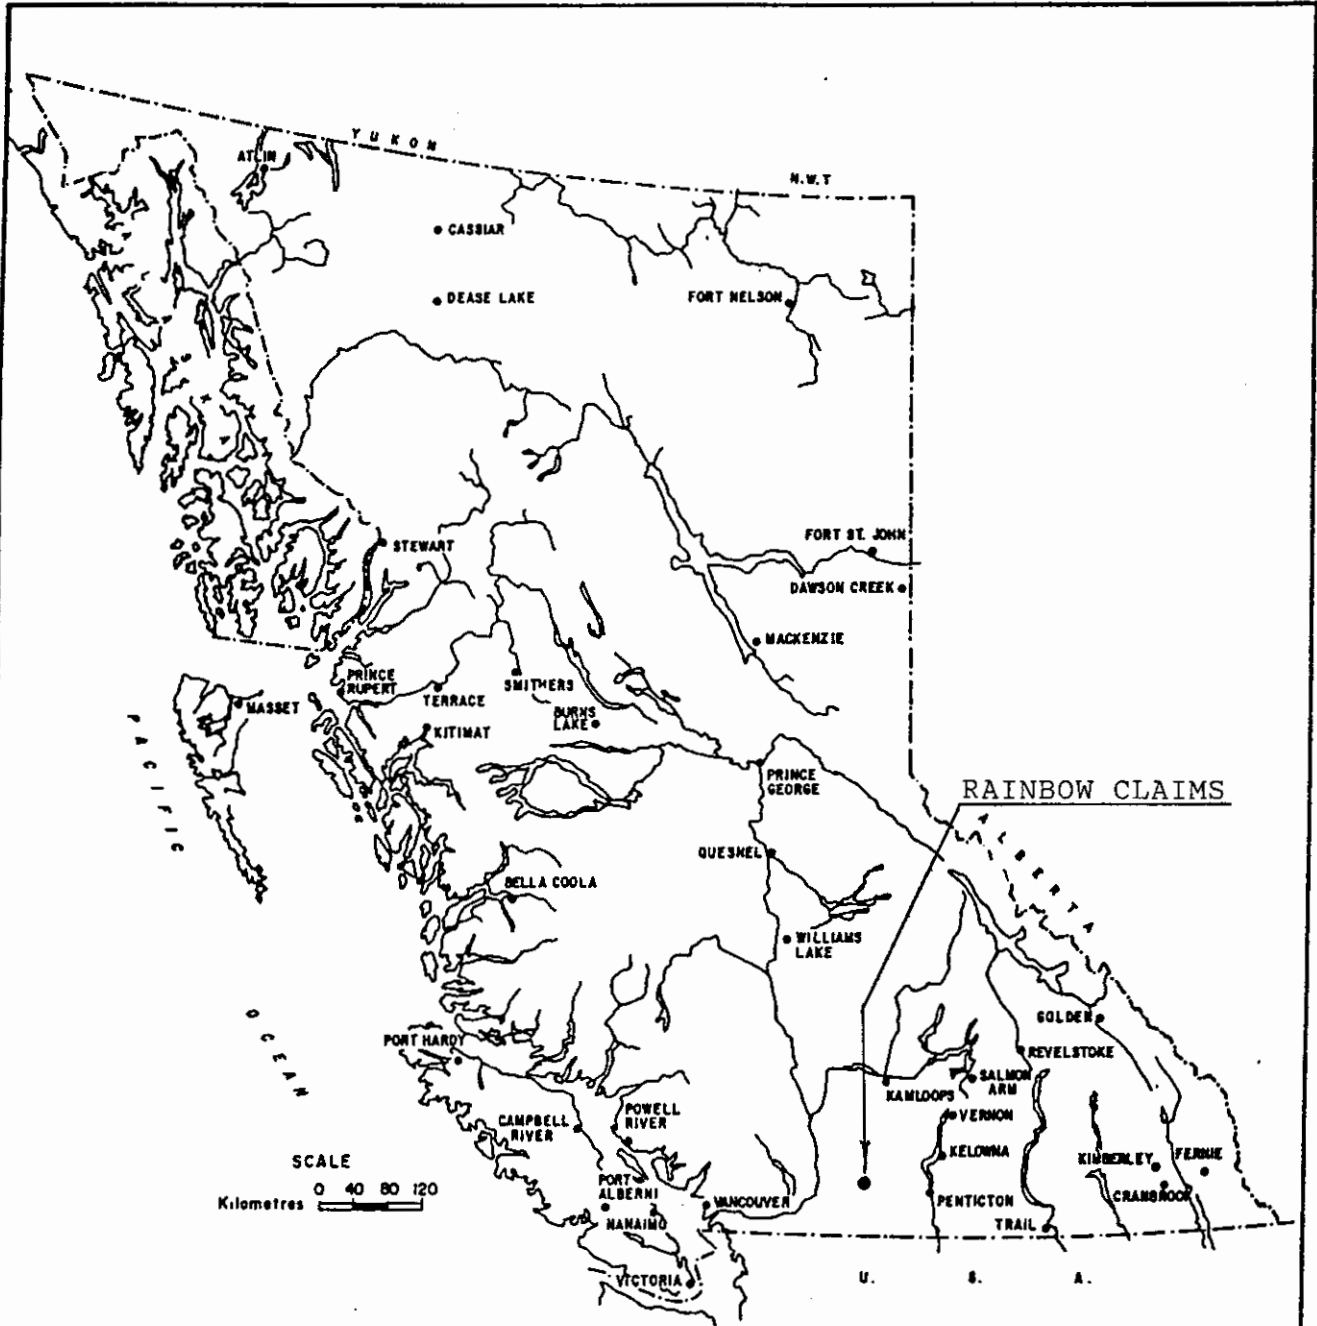 YUKON
N.W.T
ATLIN
CASSIAR
DEASE LAKE
FORT NELSON
STEWART
FORT ST. JOHN
DAWSON CREEK
MACKENZIE
PRINCE
RUPERT
MASSET
TERRACE
SMITHERS
BURNS
LAKE
KITIMAT
PRINCE
GEORGE
RAINBOW CLAIMS
PACIFIC
ALBERTA
QUESNEL
BELLA COOLA
WILLIAMS
LAKE
OCEAN
GOLDEN
PORT HARDY
REVELSTOKE
SALMON
ARM
KAMLOOPS
CAMPBELL
RIVER
POWELL
RIVER
VERNON
KELOWNA
KIMBERLEY
FERNIE
SCALE
Kilometres 0 40 80 120
PORT
ALBERNI
VANCOUVER
PENTICTON
CRANBROOK
NANAIMO
TRAIL
VICTORIA
U. S. A.